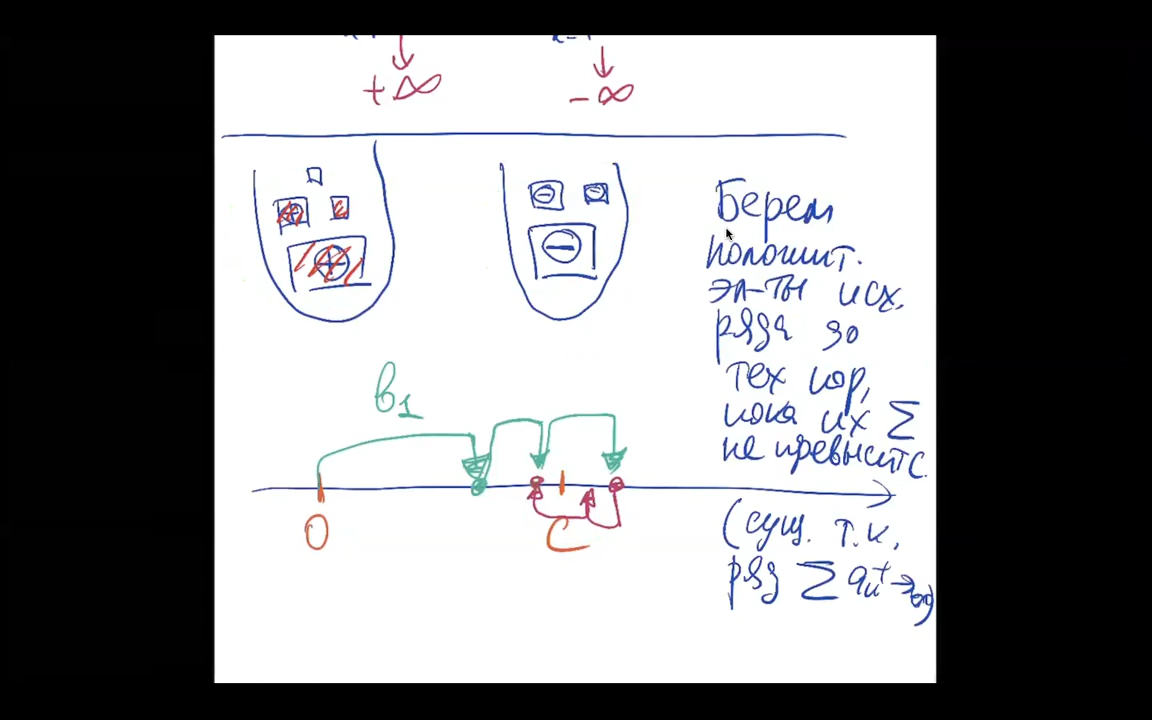 +∞ -∞
Берем
положит.
эл-ты исх.
ряда до
тех пор,
пока их Σ
не превысит C.
b₁
0 C
(сущ. т.к.
ряд Σ aₙ⁺→∞)